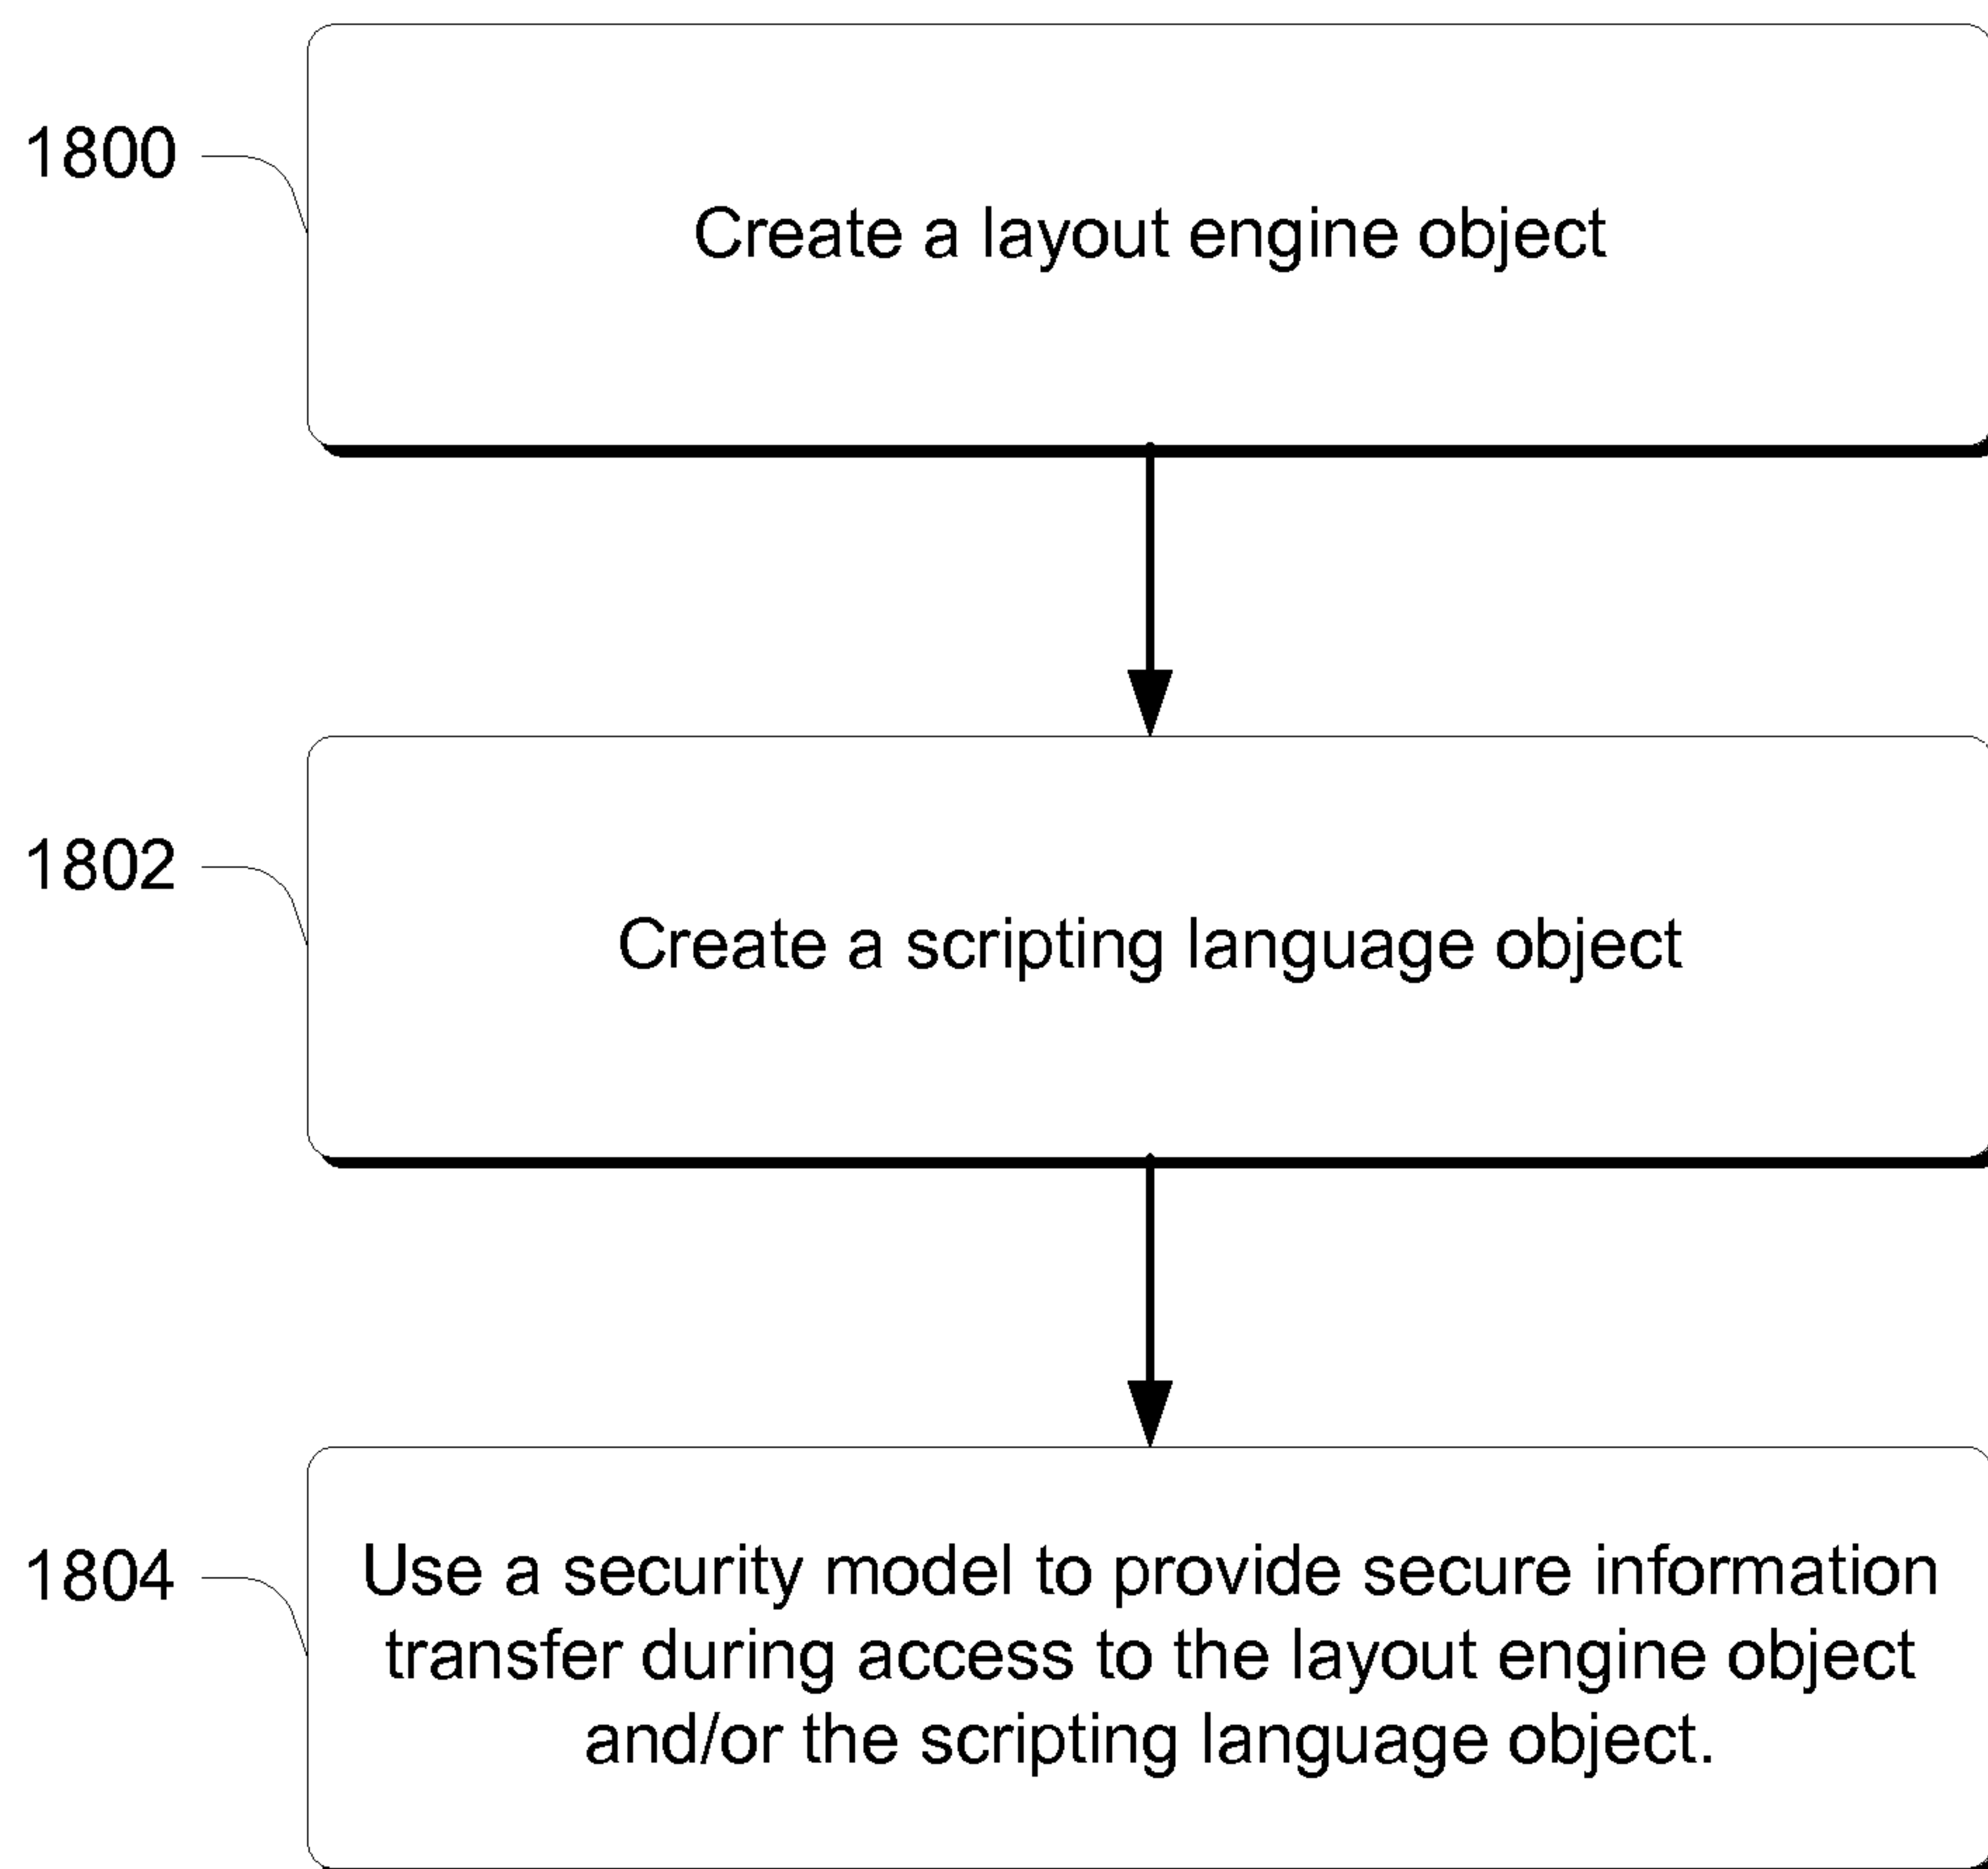 1800
Create a layout engine object
1802
Create a scripting language object
1804
Use a security model to provide secure information
transfer during access to the layout engine object
and/or the scripting language object.